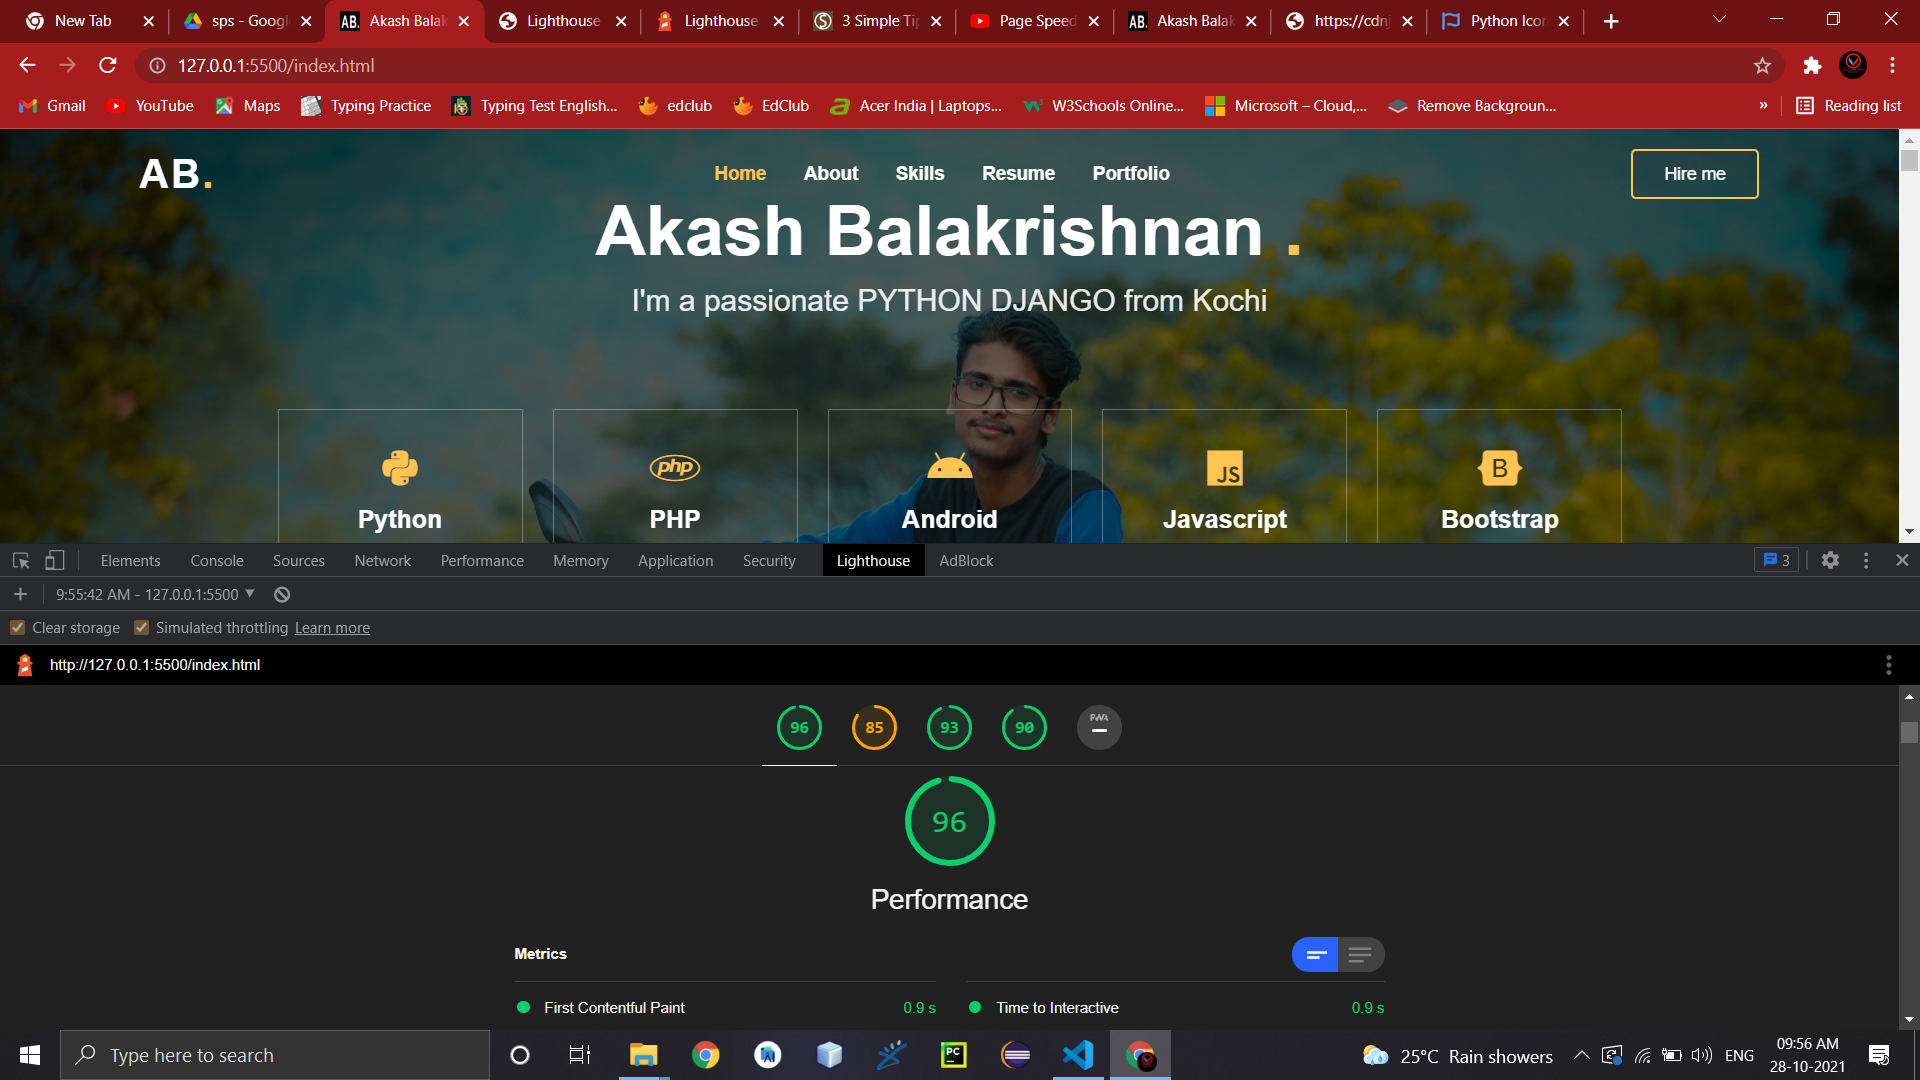 New Tab
sps - Googl
AB. Akash Balak
Lighthouse
Lighthouse
3 Simple Tip
Page Speed
AB. Akash Balak
https://cdnj
Python Icon
127.0.0.1:5500/index.html
Gmail
YouTube
Maps
Typing Practice
Typing Test English...
edclub
EdClub
Acer India | Laptops...
W3Schools Online...
Microsoft – Cloud,...
Remove Backgroun...
»
Reading list
AB.
Home
About
Skills
Resume
Portfolio
Hire me
Akash Balakrishnan .
I'm a passionate PYTHON DJANGO from Kochi
php
JS
B
Python
PHP
Android
Javascript
Bootstrap
Elements
Console
Sources
Network
Performance
Memory
Application
Security
Lighthouse
AdBlock
3
9:55:42 AM - 127.0.0.1:5500
Clear storage
Simulated throttling
Learn more
http://127.0.0.1:5500/index.html
96
85
93
90
PWA
96
Performance
Metrics
First Contentful Paint
0.9 s
Time to Interactive
0.9 s
Type here to search
PC
25°C Rain showers
ENG
09:56 AM
28-10-2021